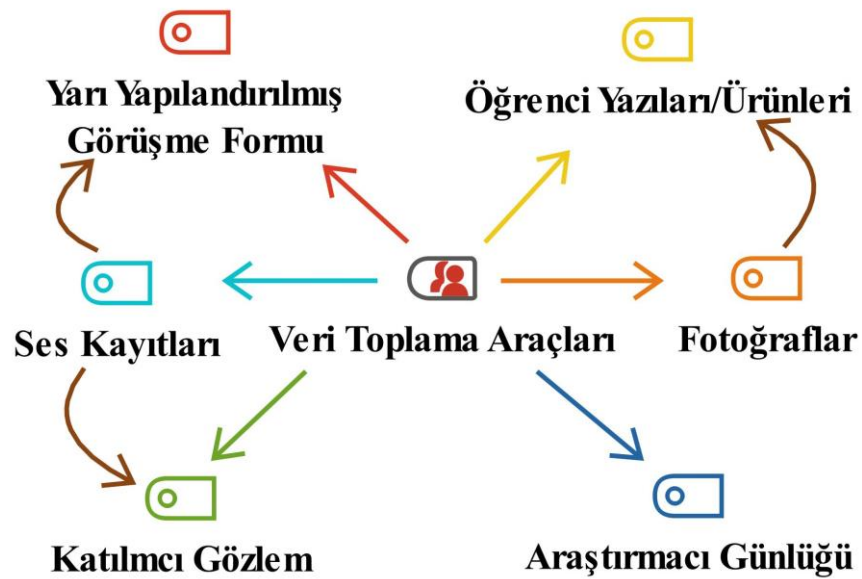 Yarı Yapılandırılmış
Görüşme Formu
Öğrenci Yazıları/Ürünleri
Ses Kayıtları
Veri Toplama Araçları
Fotoğraflar
Katılmcı Gözlem
Araştırmacı Günlüğü